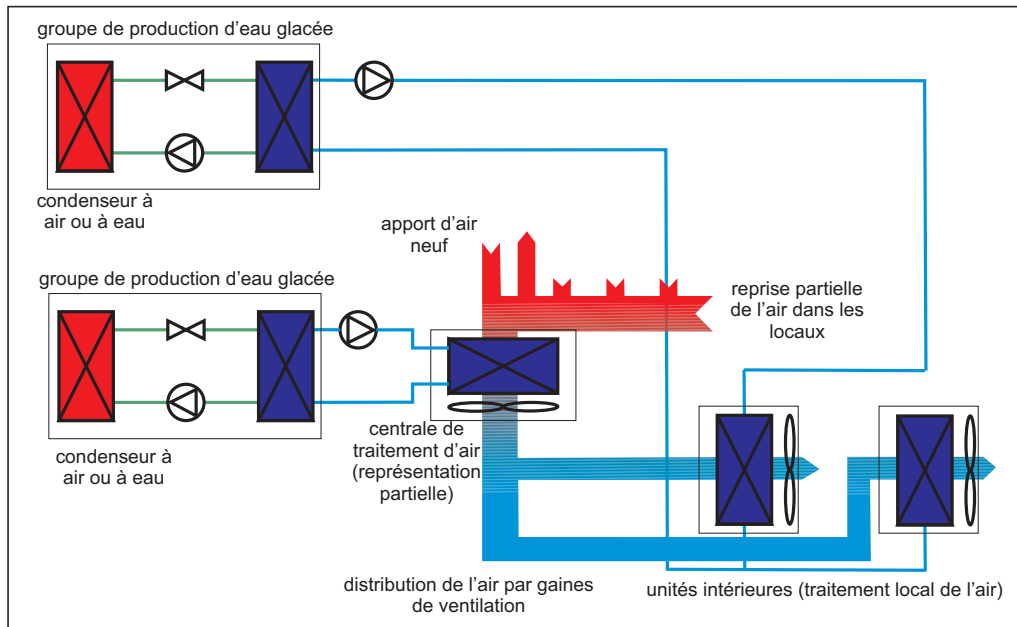 groupe de production d’eau glacée
condenseur à
air ou à eau
apport d’air
neuf
groupe de production d’eau glacée
reprise partielle
de l’air dans les
locaux
centrale de
traitement d’air
(représentation
partielle)
condenseur à
air ou à eau
distribution de l’air par gaines
de ventilation
unités intérieures (traitement local de l’air)